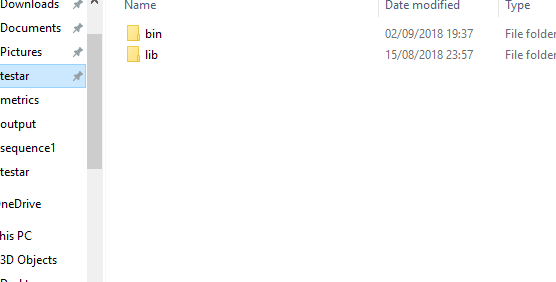 Downloads
Documents
Pictures
testar
metrics
output
sequence1
testar
OneDrive
his PC
3D Objects
Name Date modified Type
bin 02/09/2018 19:37 File folder
lib 15/08/2018 23:57 File folder